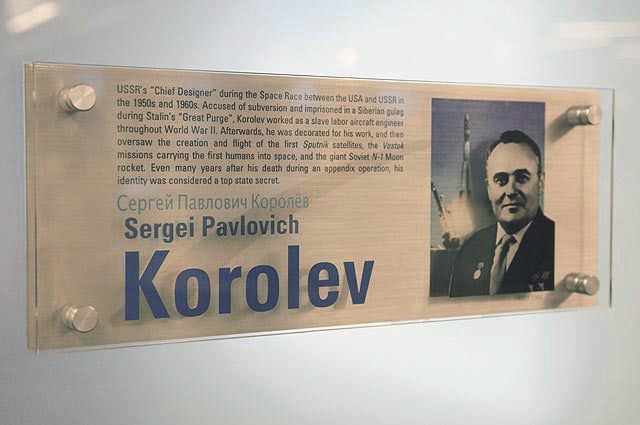 USSR's "Chief Designer" during the Space Race between the USA and USSR in
the 1950s and 1960s. Accused of subversion and imprisoned in a Siberian gulag
during Stalin's "Great Purge", Korolev worked as a slave labor aircraft engineer
throughout World War II. Afterwards, he was decorated for his work, and then
oversaw the creation and flight of the first Sputnik satellites, the Vostok
missions carrying the first humans into space, and the giant Soviet N-1 Moon
rocket. Even many years after his death during an appendix operation, his
identity was considered a top state secret.
Сергей Павлович Королёв
Sergei Pavlovich
Korolev